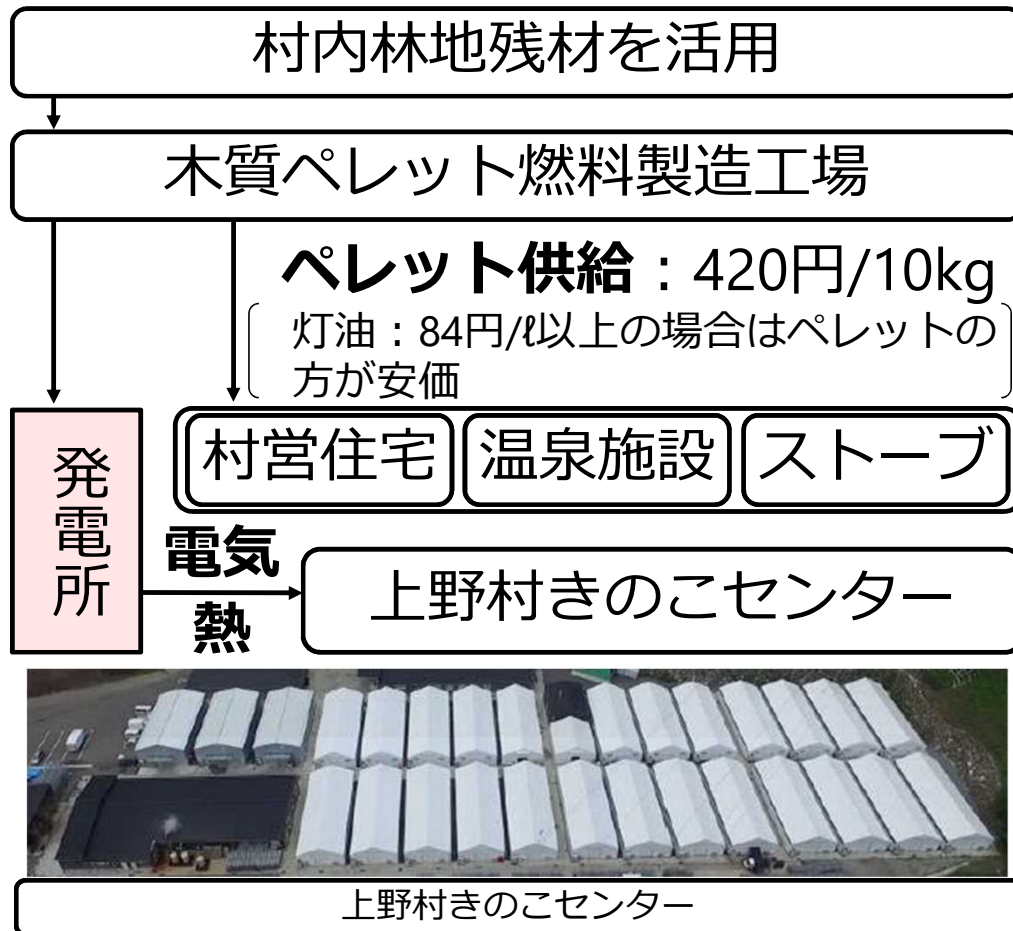 村内林地残材を活用
木質ペレット燃料製造工場
ペレット供給：420円/10kg
灯油：84円/ℓ以上の場合はペレットの
方が安価
村営住宅
温泉施設
ストーブ
発電所
電気
熱
上野村きのこセンター
上野村きのこセンター